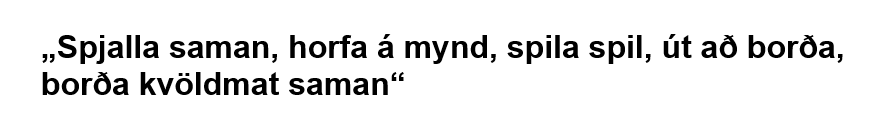 „Spjalla saman, horfa á mynd, spila spil, út að borða,
borða kvöldmat saman“